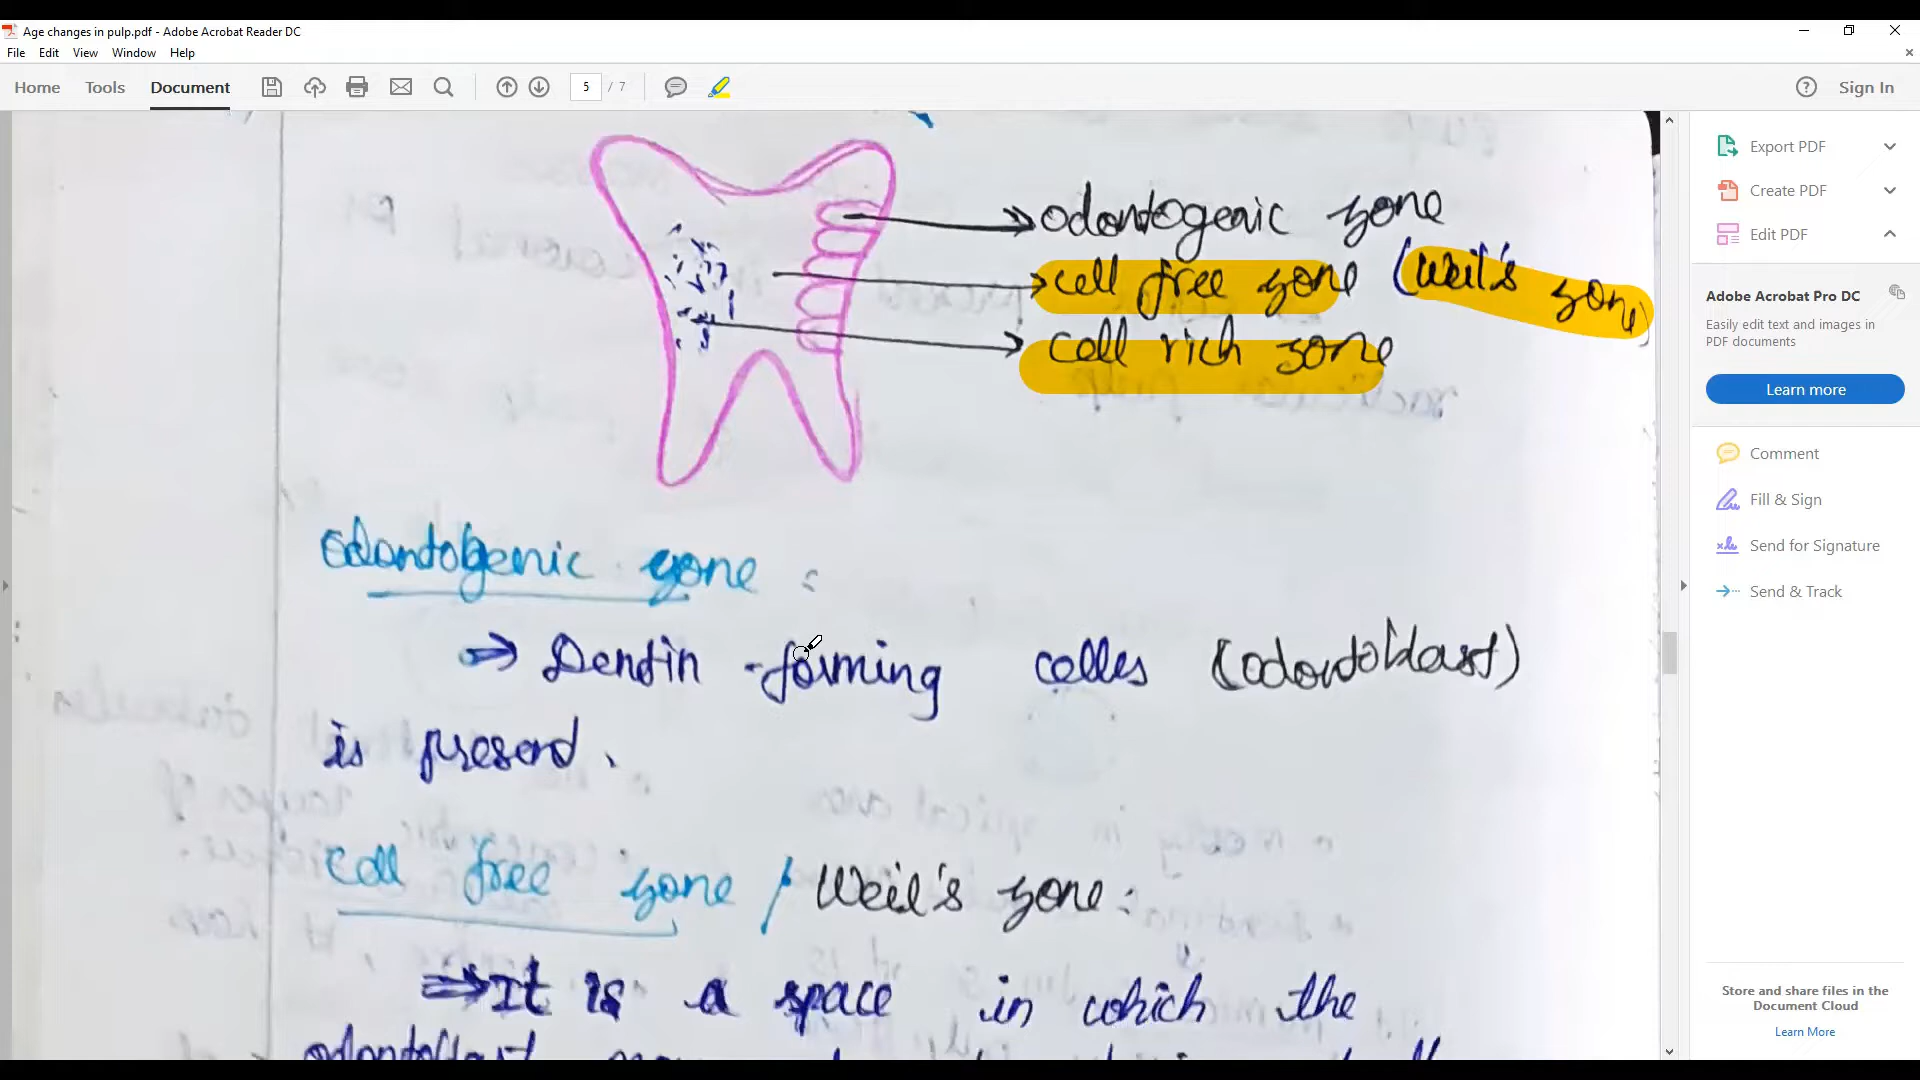 Age changes in pulp.pdf - Adobe Acrobat Reader DC
File Edit View Window Help
Home Tools Document 5 / 7 Sign In
odontogenic zone
cell free zone (Weil's zone)
cell rich zone
odontogenic zone :
⇒ Dentin -forming celles (odontoblast)
is present .
cell free zone / Weil's zone :
⇒ It is a space in which the
odontoblast
Export PDF
Create PDF
Edit PDF
Adobe Acrobat Pro DC
Easily edit text and images in
PDF documents
Learn more
Comment
Fill & Sign
Send for Signature
Send & Track
Store and share files in the
Document Cloud
Learn More